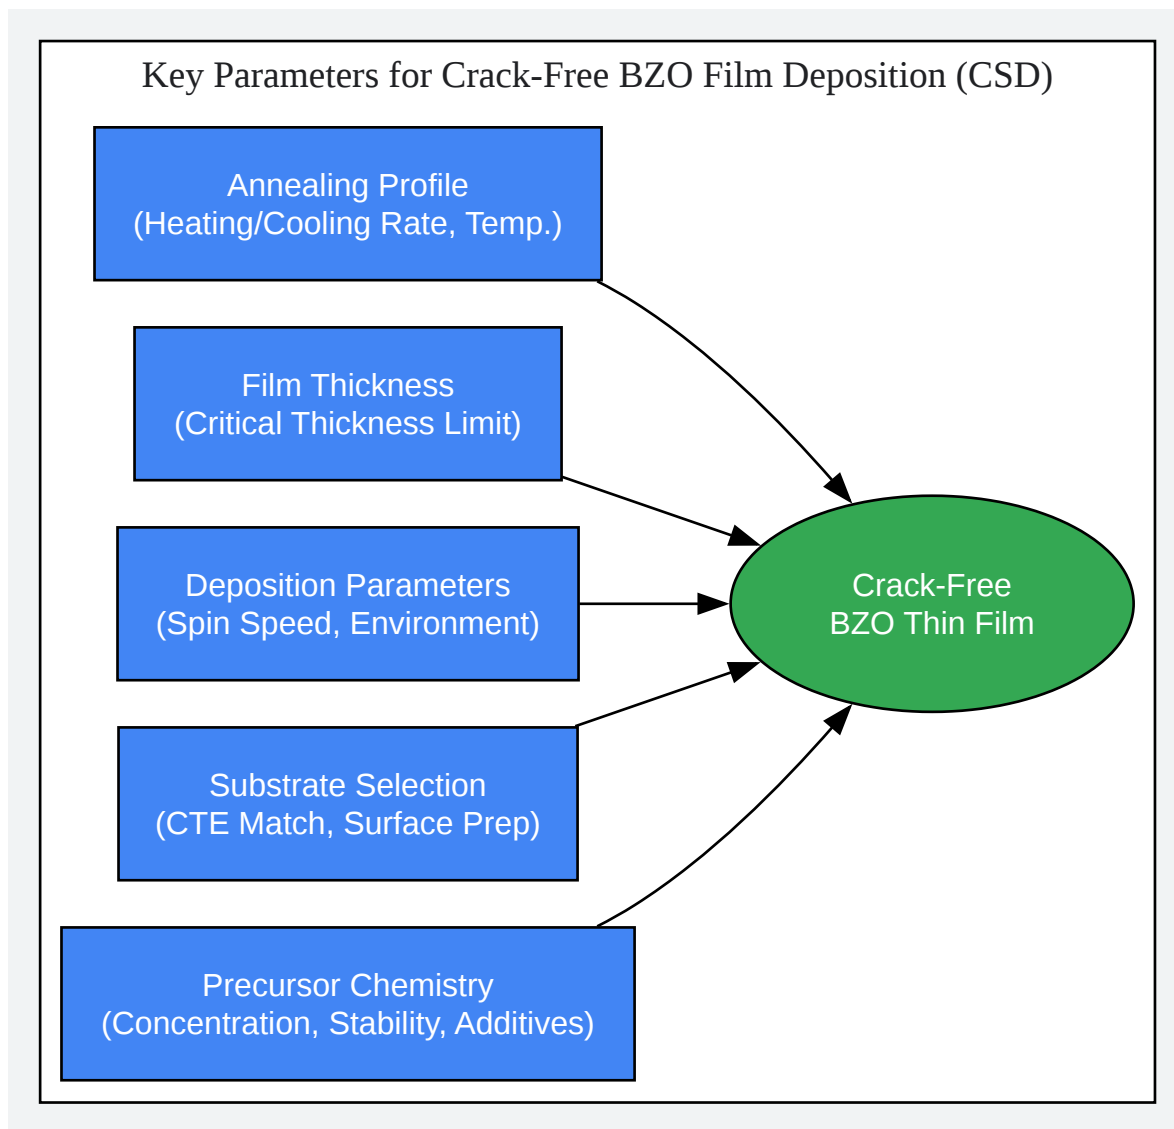 Key Parameters for Crack-Free BZO Film Deposition (CSD)
Annealing Profile
(Heating/Cooling Rate, Temp.)
Film Thickness
(Critical Thickness Limit)
Deposition Parameters
(Spin Speed, Environment)
Substrate Selection
(CTE Match, Surface Prep)
Precursor Chemistry
(Concentration, Stability, Additives)
Crack-Free
BZO Thin Film